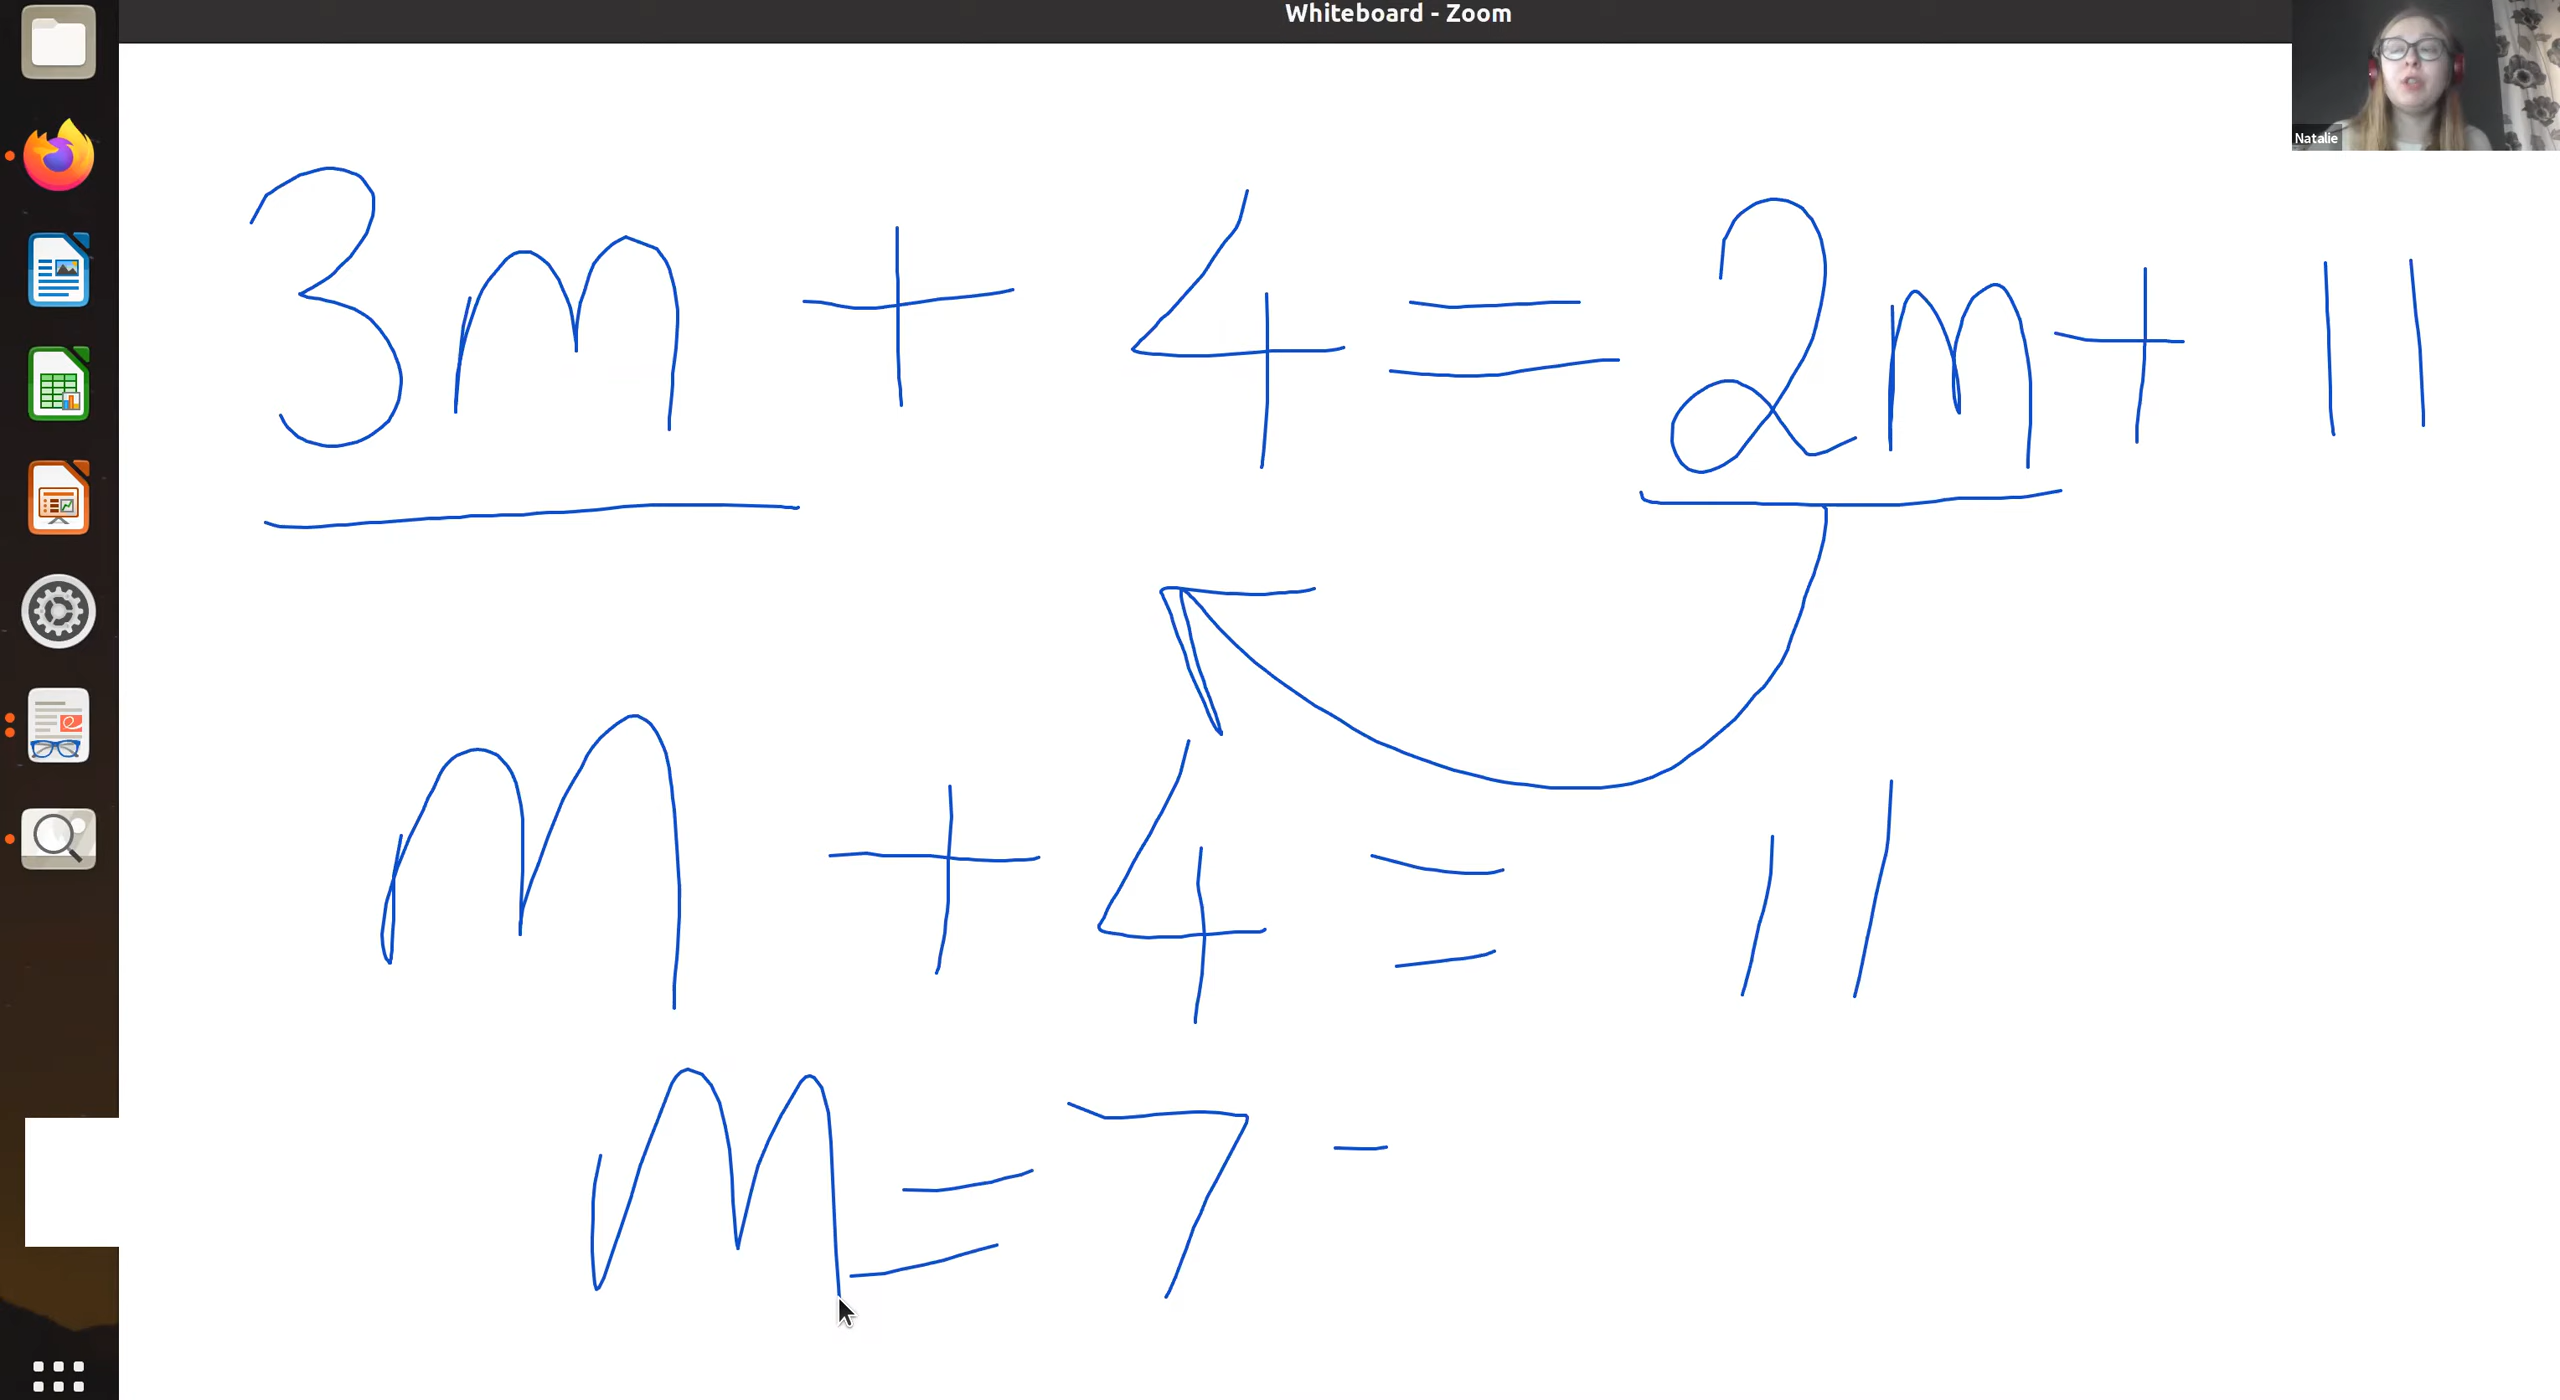 Whiteboard - Zoom
Natalie
3m + 4 = 2m + 11
m + 4 = 11
m = 7 -